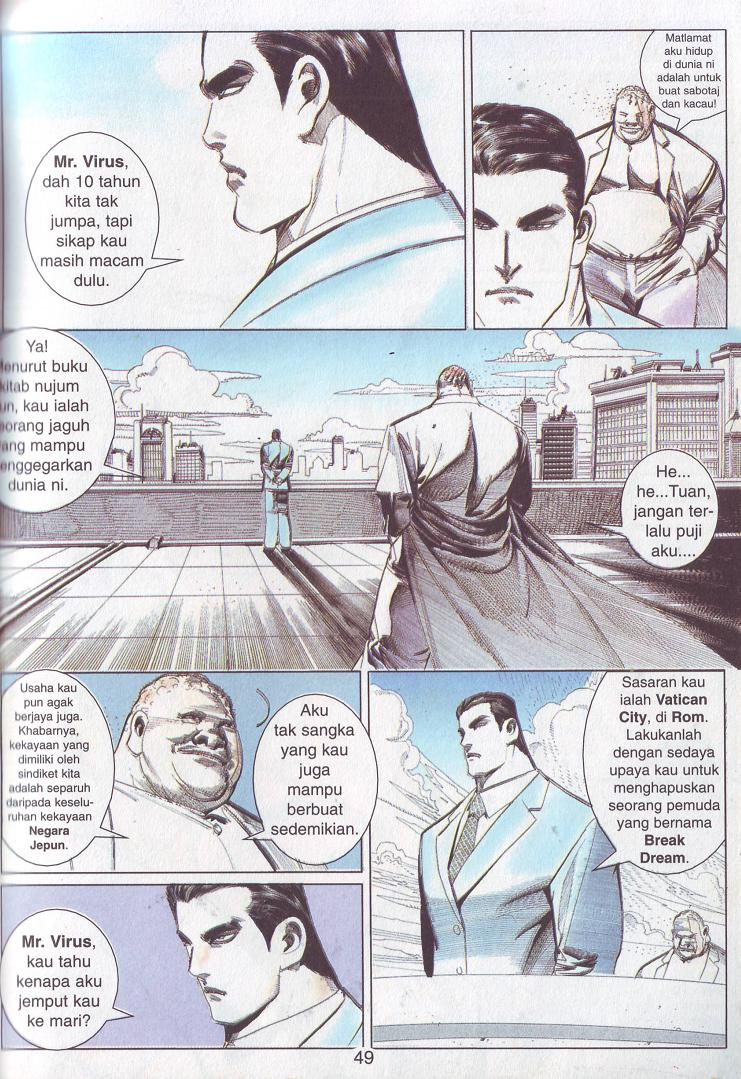 Mr. Virus,
dah 10 tahun
kita tak
jumpa, tapi
sikap kau
masih macam
dulu.
Matlamat
aku hidup
di dunia ni
adalah untuk
buat sabotaj
dan kacau!
Ya!
Menurut buku
kitab nujum
kau ialah
seorang jaguh
yang mampu
menggegarkan
dunia ni.
He...
he...Tuan,
jangan ter-
lalu puji
aku....
Usaha kau
pun agak
berjaya juga.
Khabarnya,
kekayaan yang
dimiliki oleh
sindiket kita
adalah separuh
daripada keselu-
ruhan kekayaan
Negara
Jepun.
Aku
tak sangka
yang kau
juga
mampu
berbuat
sedemikian.
Mr. Virus,
kau tahu
kenapa aku
jemput kau
ke mari?
Sasaran kau
ialah Vatican
City, di Rom.
Lakukanlah
dengan sedaya
upaya kau untuk
menghapuskan
seorang pemuda
yang bernama
Break
Dream.
49